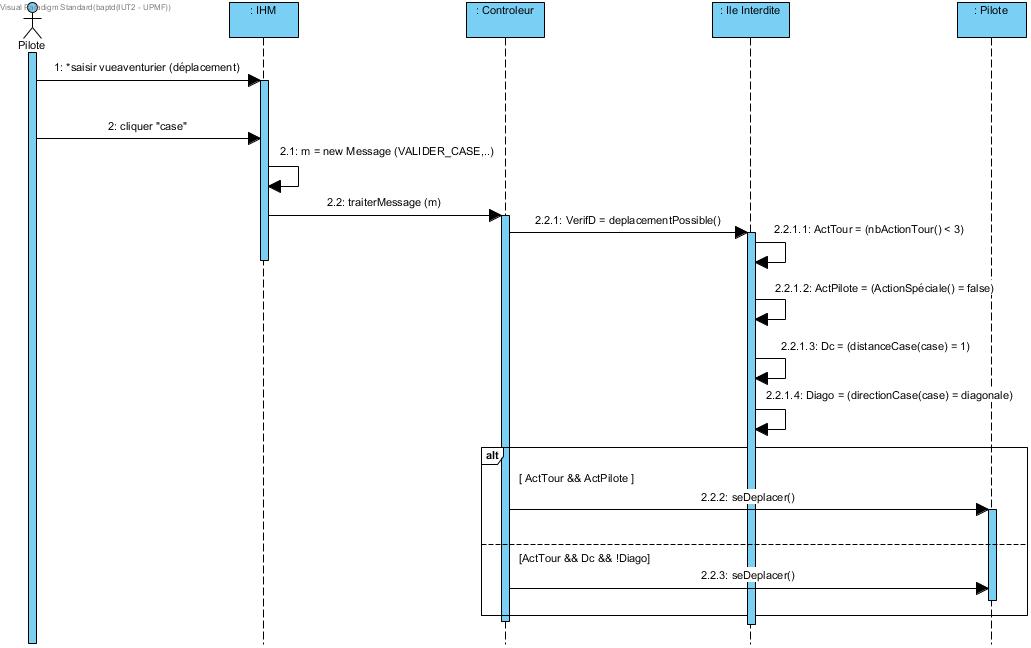 Visual Paradigm Standard(baptd(IUT2 - UPMF))
: IHM
: Controleur
: Ile Interdite
: Pilote
Pilote
1: *saisir vueaventurier (déplacement)
2: cliquer "case"
2.1: m = new Message (VALIDER_CASE,..)
2.2: traiterMessage (m)
2.2.1: VerifD = deplacementPossible()
2.2.1.1: ActTour = (nbActionTour() < 3)
2.2.1.2: ActPilote = (ActionSpéciale() = false)
2.2.1.3: Dc = (distanceCase(case) = 1)
2.2.1.4: Diago = (directionCase(case) = diagonale)
alt
[ ActTour && ActPilote ]
2.2.2: seDeplacer()
[ActTour && Dc && !Diago]
2.2.3: seDeplacer()